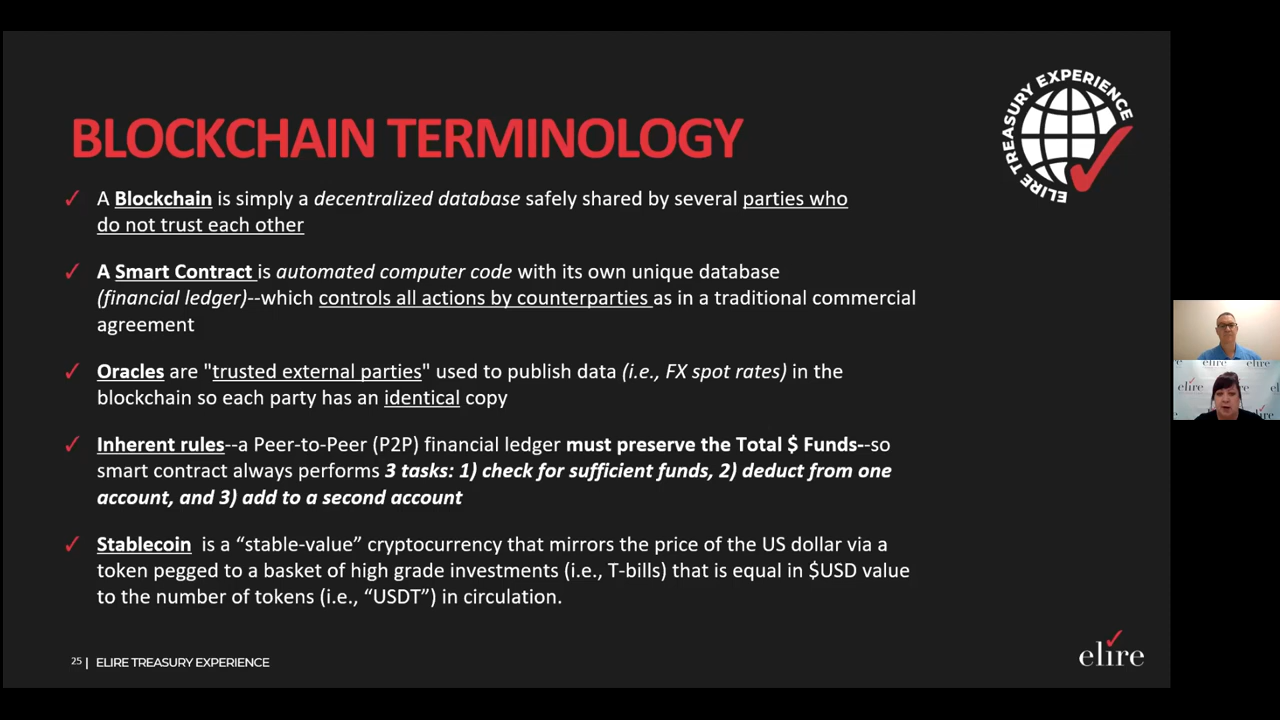 BLOCKCHAIN TERMINOLOGY
ELIRE TREASURY EXPERIENCE
✓ A Blockchain is simply a decentralized database safely shared by several parties who
do not trust each other
✓ A Smart Contract is automated computer code with its own unique database
(financial ledger)--which controls all actions by counterparties as in a traditional commercial
agreement
✓ Oracles are "trusted external parties" used to publish data (i.e., FX spot rates) in the
blockchain so each party has an identical copy
✓ Inherent rules--a Peer-to-Peer (P2P) financial ledger must preserve the Total $ Funds--so
smart contract always performs 3 tasks: 1) check for sufficient funds, 2) deduct from one
account, and 3) add to a second account
✓ Stablecoin is a “stable-value” cryptocurrency that mirrors the price of the US dollar via a
token pegged to a basket of high grade investments (i.e., T-bills) that is equal in $USD value
to the number of tokens (i.e., “USDT”) in circulation.
25 | ELIRE TREASURY EXPERIENCE
elire
elire